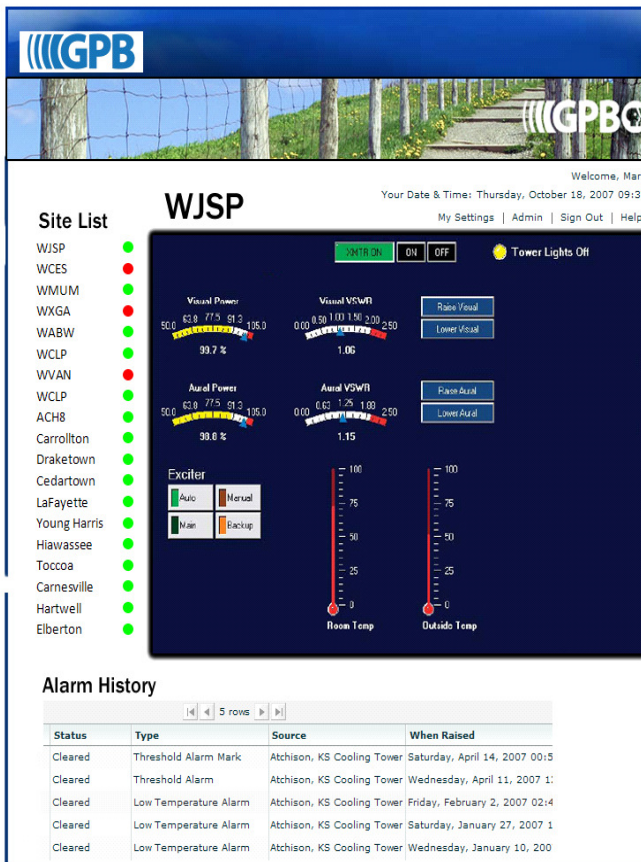 GPB
GPB
Welcome, Mar
Your Date & Time: Thursday, October 18, 2007 09:3
My Settings | Admin | Sign Out | Help
WJSP
Site List
WJSP
WCES
WMUM
WXGA
WABW
WCLP
WVAN
WCLP
ACH8
Carrollton
Draketown
Cedartown
LaFayette
Young Harris
Hiawassee
Toccoa
Carnesville
Hartwell
Elberton
XMTR ON ON OFF Tower Lights Off
Visual Power
50.0 63.8 77.5 91.3 105.0
99.7 %
Visual VSWR
0.00 0.50 1.00 1.50 2.00 2.50
1.06
Raise Visual
Lower Visual
Aural Power
50.0 63.8 77.5 91.3 105.0
98.8 %
Aural VSWR
0.00 0.63 1.25 1.88 2.50
1.15
Raise Aural
Lower Aural
Exciter
Auto Manual
Main Backup
100
75
50
25
0
Room Temp
100
75
50
25
0
Outside Temp
Alarm History
5 rows
Status Type Source When Raised
Cleared Threshold Alarm Mark Atchison, KS Cooling Tower Saturday, April 14, 2007 00:5
Cleared Threshold Alarm Atchison, KS Cooling Tower Wednesday, April 11, 2007 1
Cleared Low Temperature Alarm Atchison, KS Cooling Tower Friday, February 2, 2007 02:4
Cleared Low Temperature Alarm Atchison, KS Cooling Tower Saturday, January 27, 2007 1
Cleared Low Temperature Alarm Atchison, KS Cooling Tower Wednesday, January 10, 200